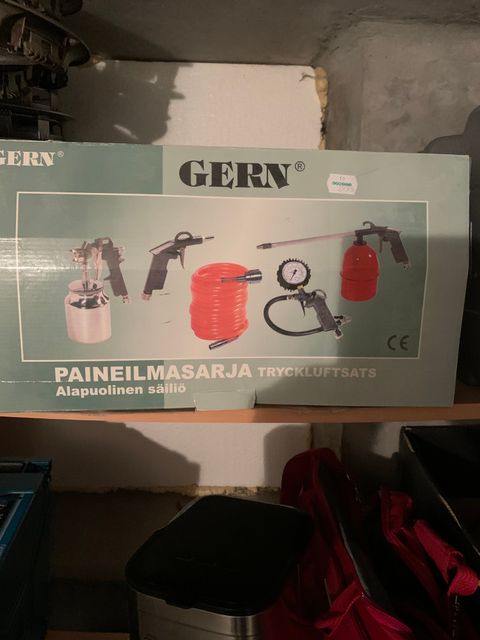 GERN®
GERN®
PAINEILMASARJA TRYCKLUFTSATS
Alapuolinen säiliö
CE